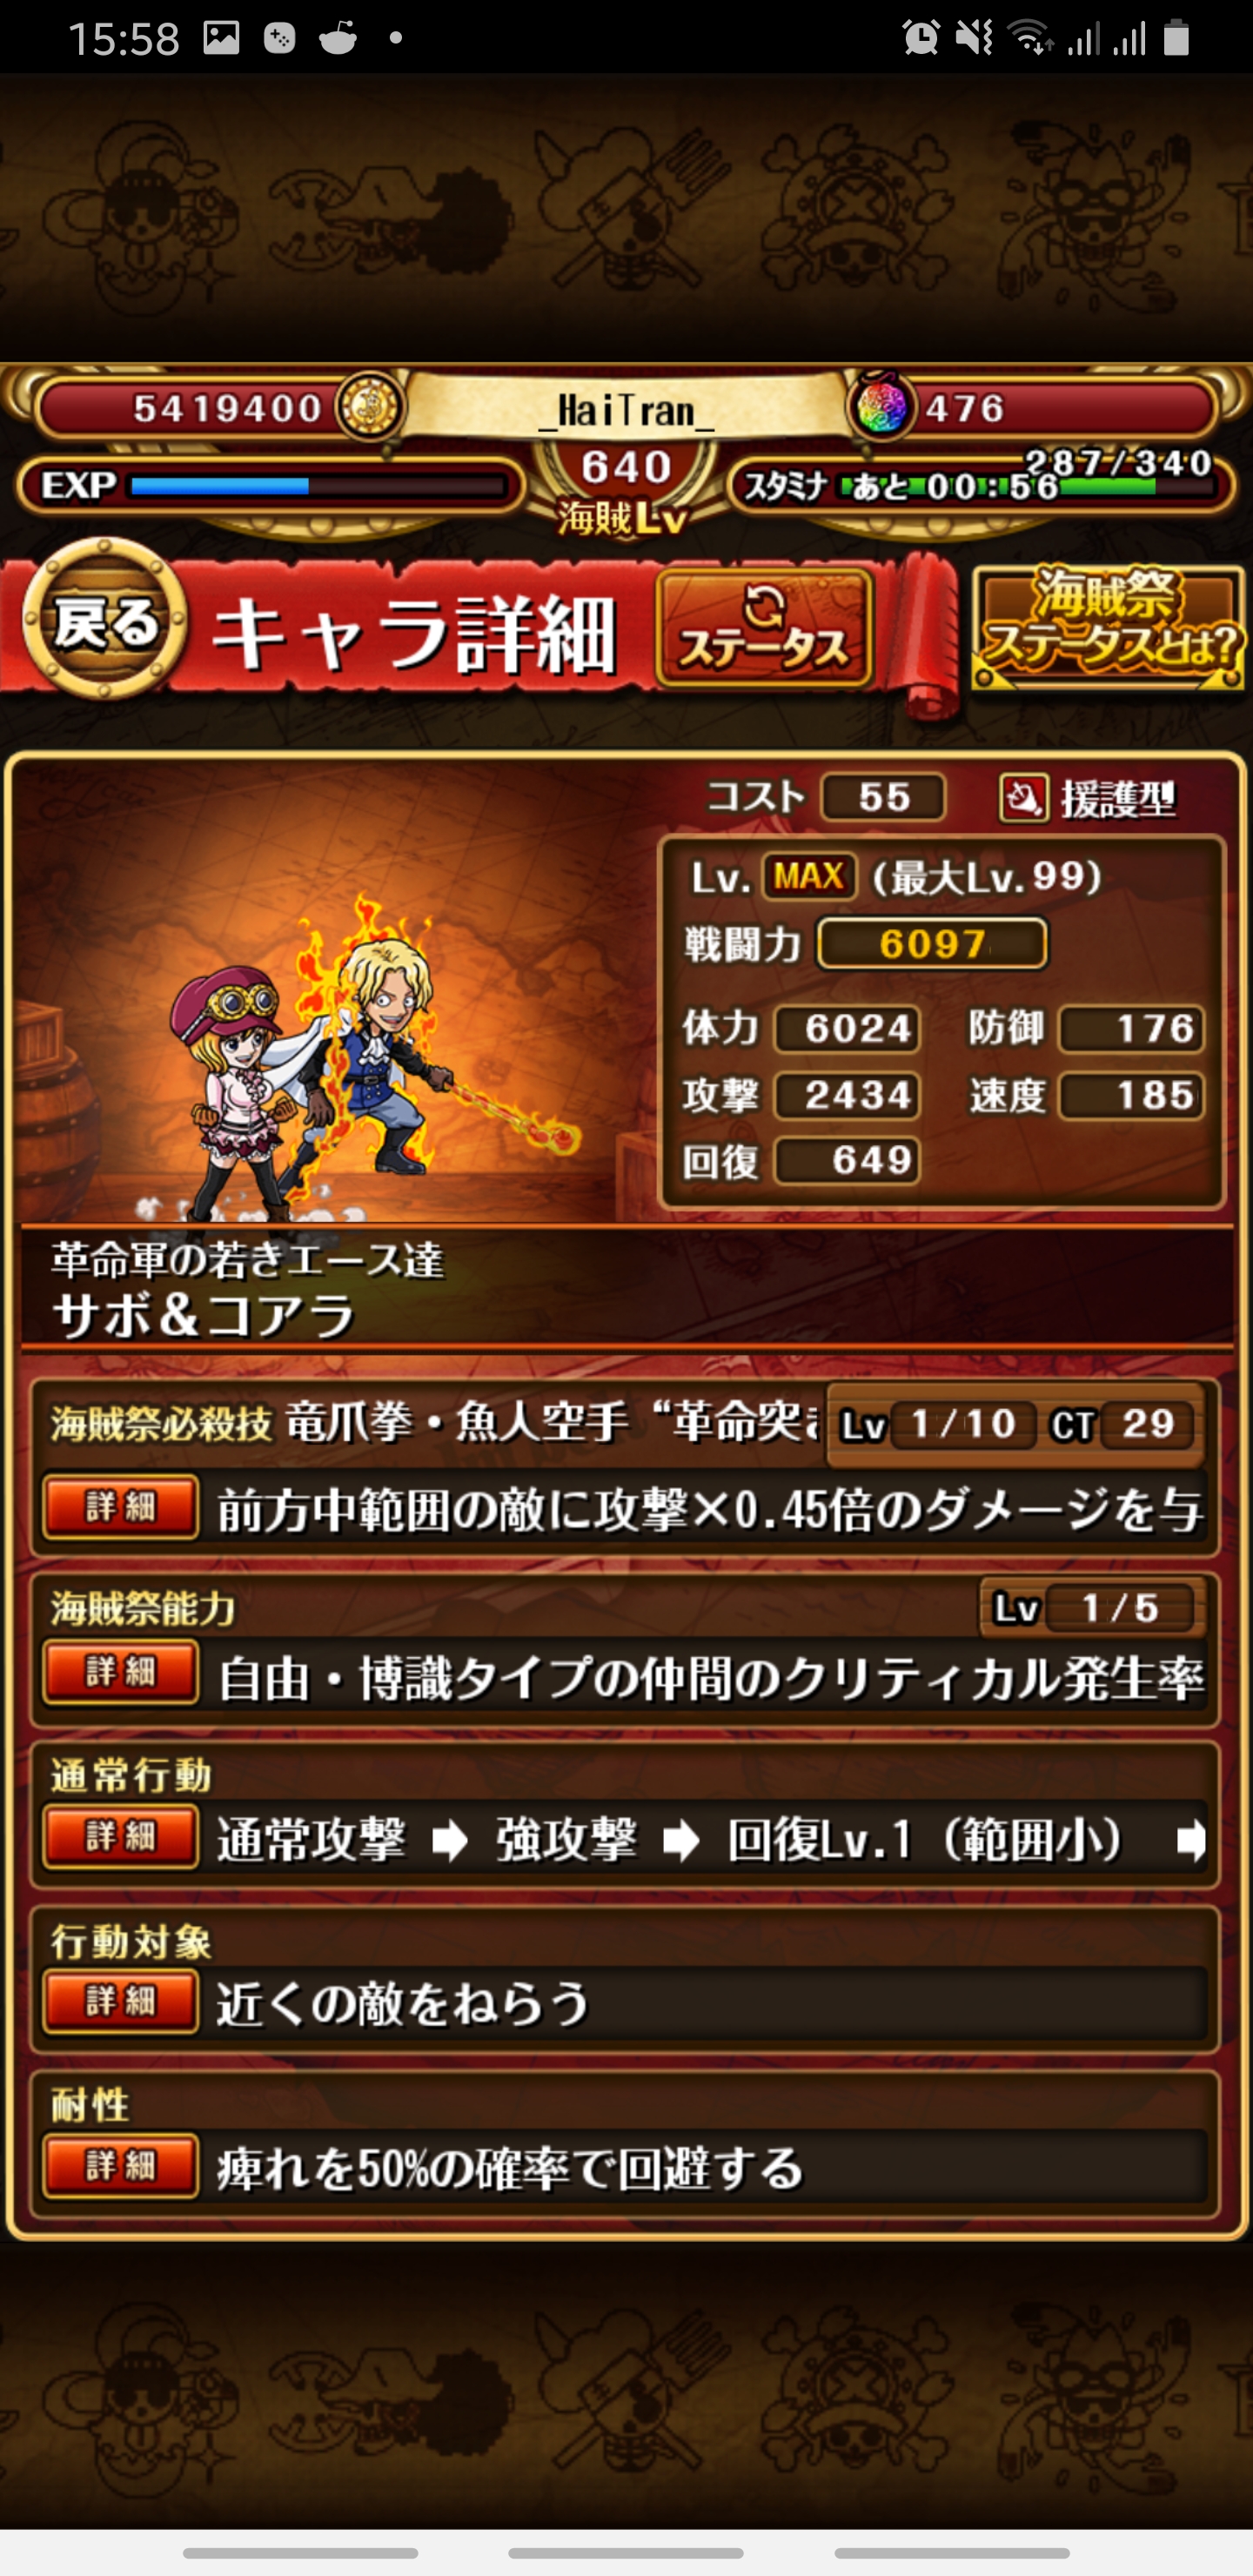 15:58
5419400 _HaiTran_ 476
EXP 640 スタミナ あと 00:56 287/340
海賊Lv
戻る キャラ詳細 ステータス 海賊祭ステータスとは?
コスト 55 援護型
Lv. MAX (最大Lv.99)
戦闘力 6097
体力 6024 防御 176
攻撃 2434 速度 185
回復 649
革命軍の若きエース達
サボ&コアラ
海賊祭必殺技 竜爪拳・魚人空手“革命突 Lv 1/10 CT 29
詳細 前方中範囲の敵に攻撃×0.45倍のダメージを与
海賊祭能力 Lv 1/5
詳細 自由・博識タイプの仲間のクリティカル発生率
通常行動
詳細 通常攻撃 ➡ 強攻撃 ➡ 回復Lv.1(範囲小) ➡
行動対象
詳細 近くの敵をねらう
耐性
詳細 痺れを50%の確率で回避する